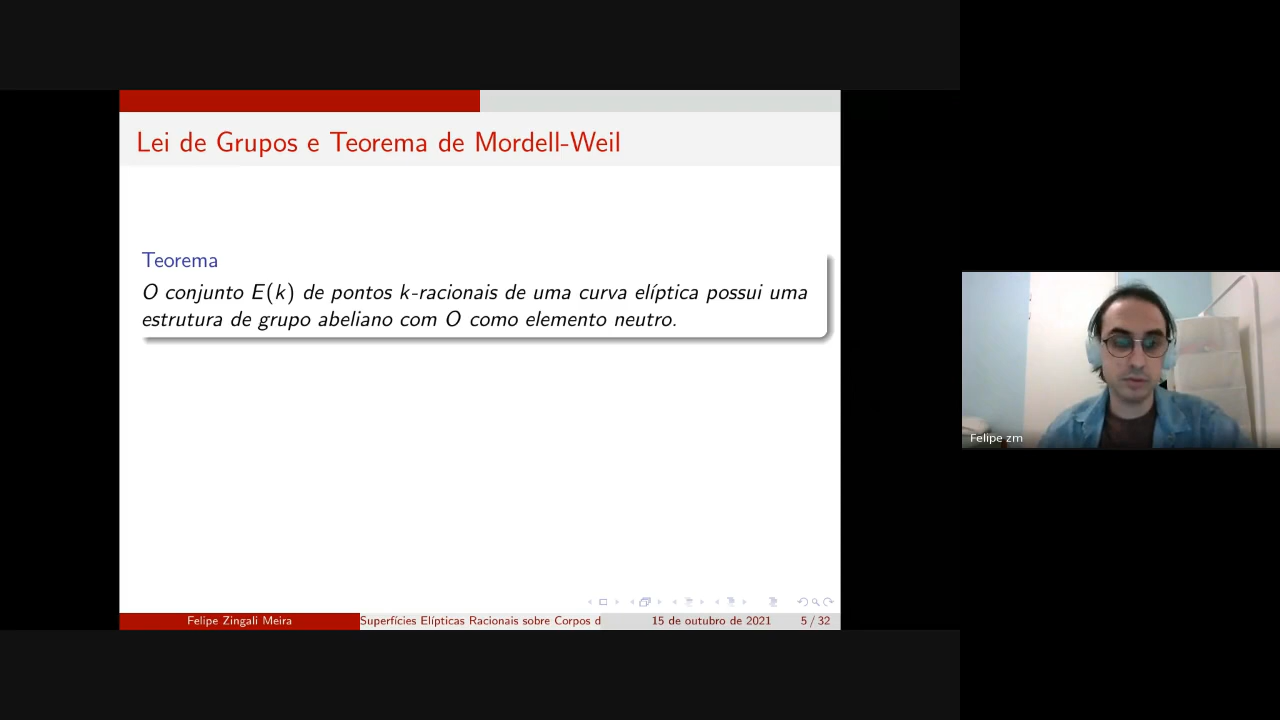 Lei de Grupos e Teorema de Mordell-Weil
Teorema
O conjunto E(k) de pontos k-racionais de uma curva elíptica possui uma
estrutura de grupo abeliano com O como elemento neutro.
Felipe zm
Felipe Zingali Meira
Superfícies Elípticas Racionais sobre Corpos d
15 de outubro de 2021
5 / 32